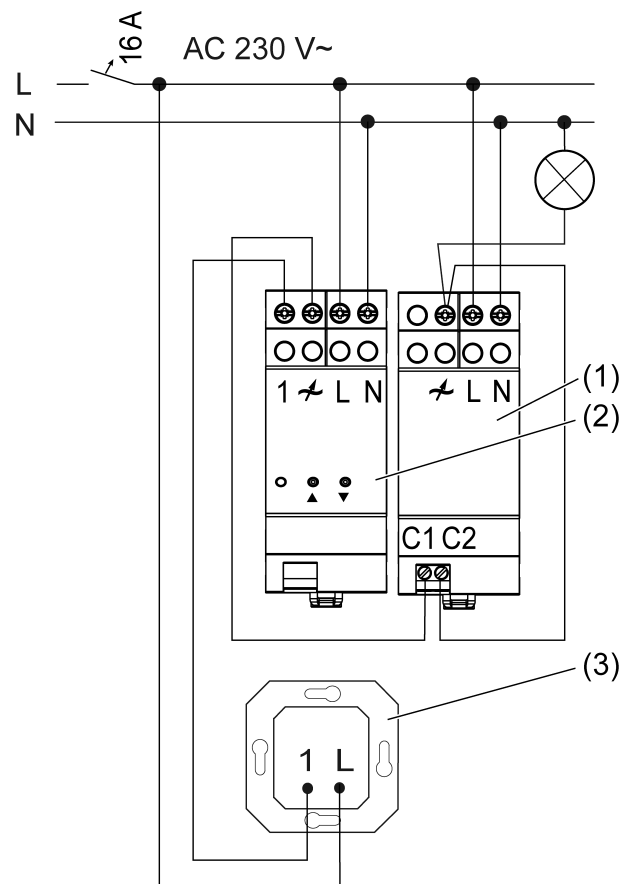 16 A
AC 230 V~
L
N
1 L N
L N
(1)
(2)
▲ ▼
C1 C2
(3)
1 L